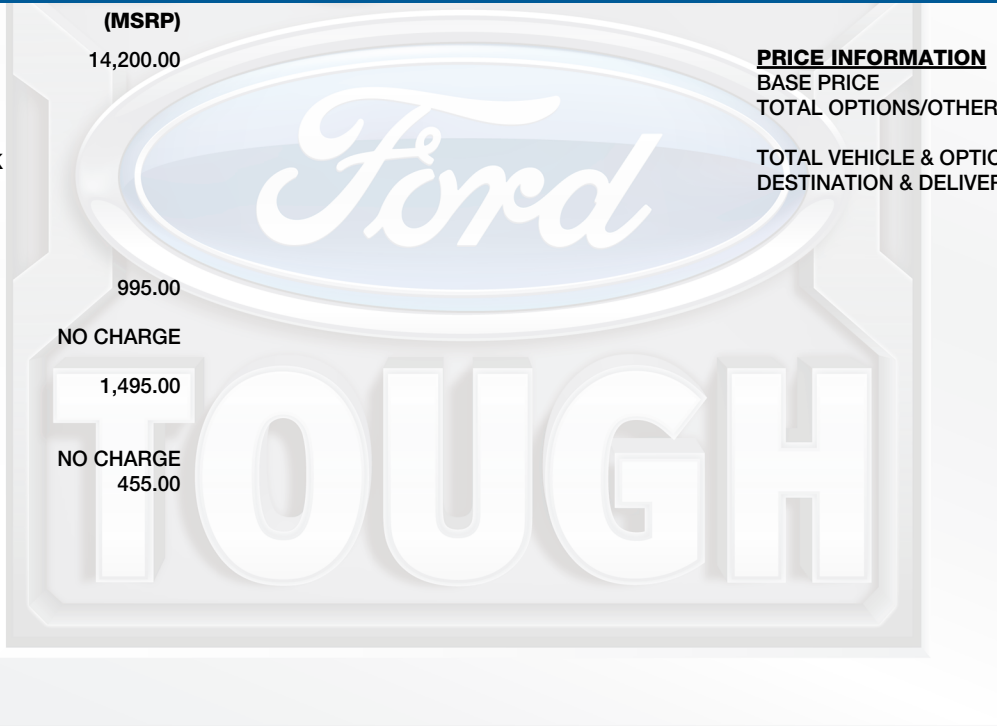 (MSRP)
14,200.00
995.00
NO CHARGE
1,495.00
NO CHARGE
455.00
PRICE INFORMATION
BASE PRICE
TOTAL OPTIONS/OTHER
TOTAL VEHICLE & OPTIO
DESTINATION & DELIVER
Ford
TOUGH